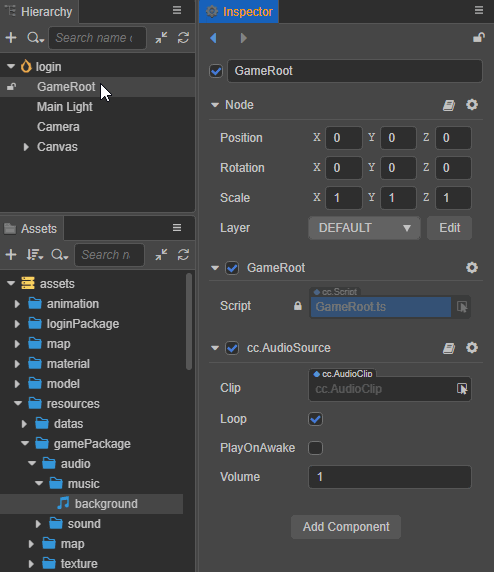 Hierarchy
Search name o
login
GameRoot
Main Light
Camera
Canvas
Assets
Search n
assets
animation
loginPackage
map
material
model
resources
datas
gamePackage
audio
music
background
sound
map
texture
Inspector
GameRoot
Node
Position X 0 Y 0 Z 0
Rotation X 0 Y 0 Z 0
Scale X 1 Y 1 Z 1
Layer DEFAULT Edit
GameRoot
cc.Script
Script GameRoot.ts
cc.AudioSource
cc.AudioClip
Clip cc.AudioClip
Loop
PlayOnAwake
Volume 1
Add Component